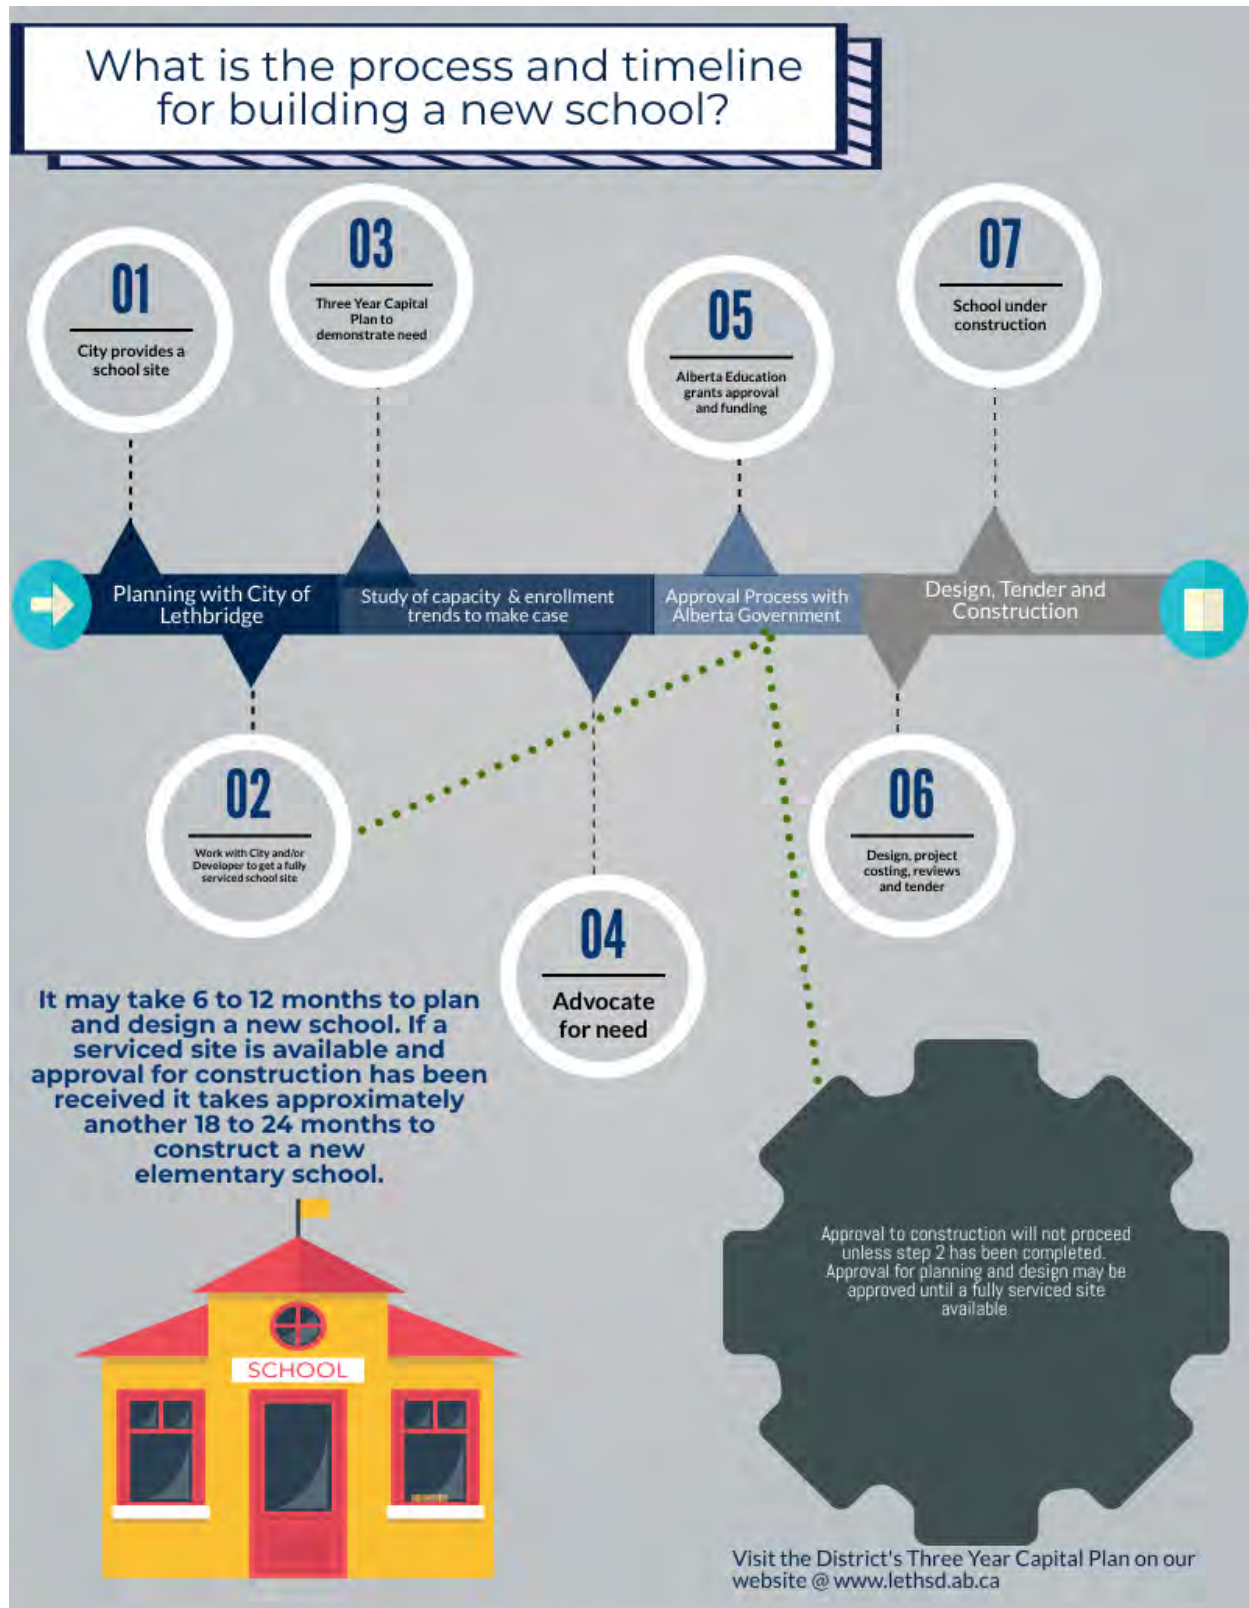 What is the process and timeline
for building a new school?
01
City provides a
school site
03
Three Year Capital
Plan to
demonstrate need
05
Alberta Education
grants approval
and funding
07
School under
construction
Planning with City of
Lethbridge
Study of capacity & enrollment
trends to make case
Approval Process with
Alberta Government
Design, Tender and
Construction
02
Work with City and/or
Developer to get a fully
serviced school site
04
Advocate
for need
06
Design, project
costing, reviews
and tender
It may take 6 to 12 months to plan
and design a new school. If a
serviced site is available and
approval for construction has been
received it takes approximately
another 18 to 24 months to
construct a new
elementary school.
SCHOOL
Approval to construction will not proceed
unless step 2 has been completed.
Approval for planning and design may be
approved until a fully serviced site
available
Visit the District's Three Year Capital Plan on our
website @ www.lethsd.ab.ca